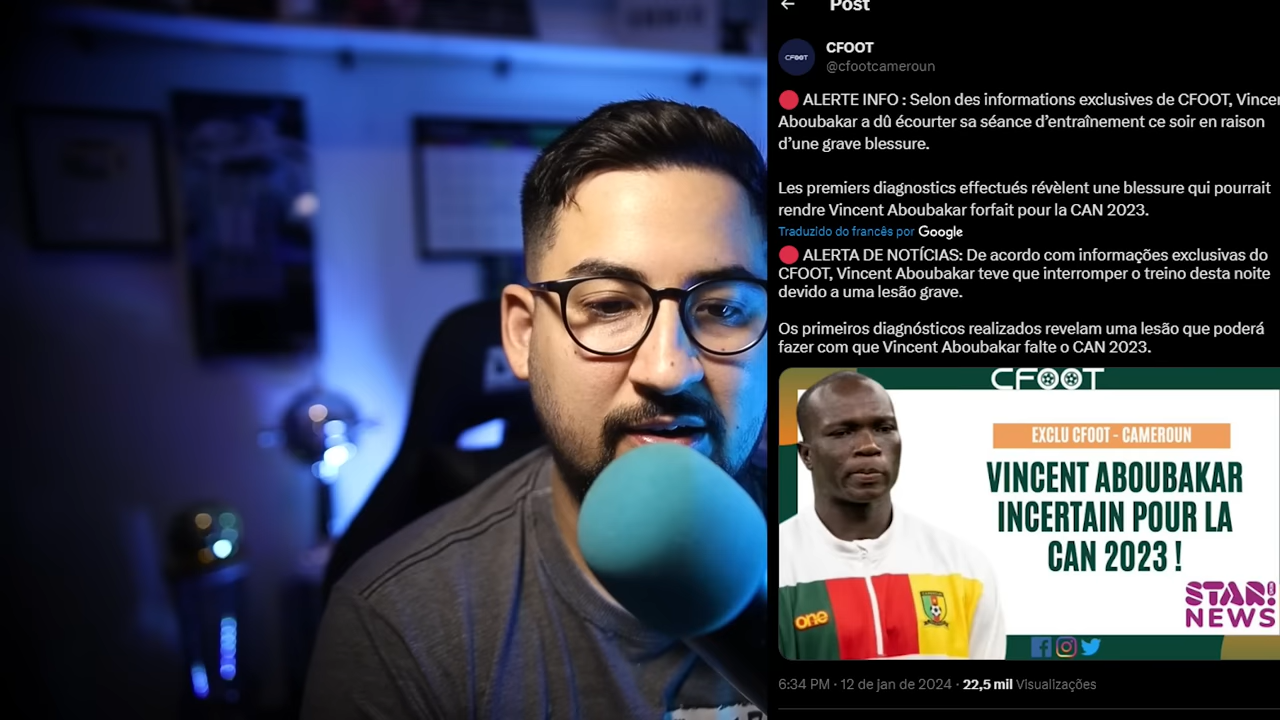 Post
CFOOT
CFOOT
@cfootcameroun
ALERTE INFO : Selon des informations exclusives de CFOOT, Vincen
Aboubakar a dû écourter sa séance d'entraînement ce soir en raison
d'une grave blessure.
Les premiers diagnostics effectués révèlent une blessure qui pourrait
rendre Vincent Aboubakar forfait pour la CAN 2023.
Traduzido do francês por Google
ALERTA DE NOTÍCIAS: De acordo com informações exclusivas do
CFOOT, Vincent Aboubakar teve que interromper o treino desta noite
devido a uma lesão grave.
Os primeiros diagnósticos realizados revelam uma lesão que poderá
fazer com que Vincent Aboubakar falte o CAN 2023.
CFOOT
EXCLU CFOOT - CAMEROUN
VINCENT ABOUBAKAR
INCERTAIN POUR LA
CAN 2023 !
one
STAR!
NEWS
6:34 PM · 12 de jan de 2024 · 22,5 mil Visualizações